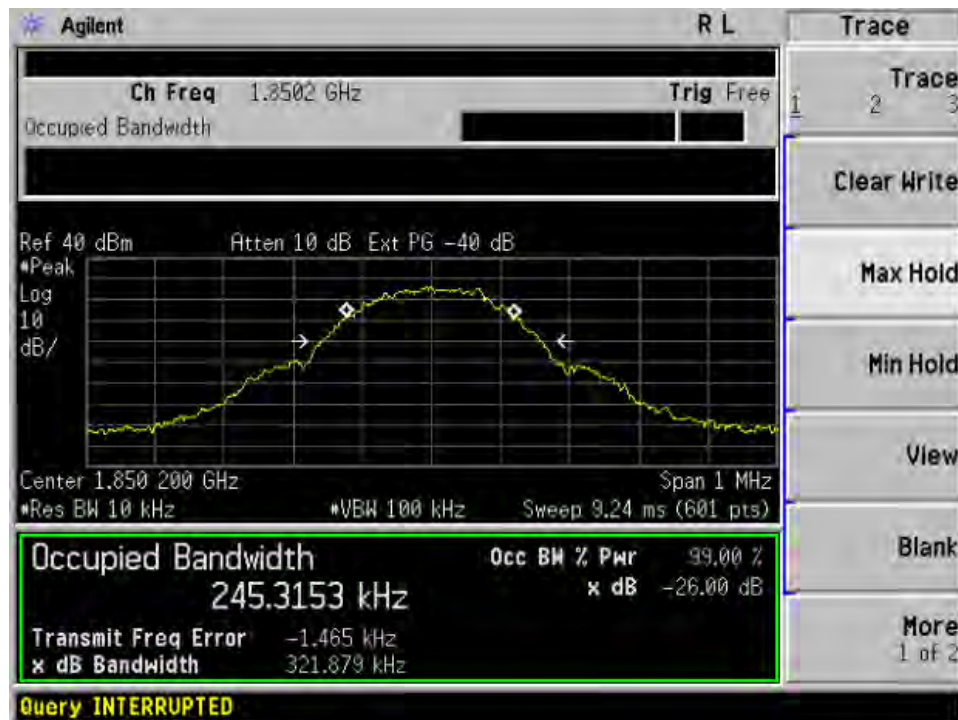 Agilent R L Trace
Ch Freq 1.8502 GHz Trig Free
Occupied Bandwidth
Trace
1 2 3
Clear Write
Max Hold
Min Hold
View
Blank
More
1 of 2
Ref 40 dBm Atten 10 dB Ext PG -40 dB
#Peak
Log
10
dB/
Center 1.850 200 GHz Span 1 MHz
#Res BW 10 kHz #VBW 100 kHz Sweep 9.24 ms (601 pts)
Occupied Bandwidth Occ BW % Pwr 99.00 %
245.3153 kHz x dB -26.00 dB
Transmit Freq Error -1.465 kHz
x dB Bandwidth 321.879 kHz
Query INTERRUPTED